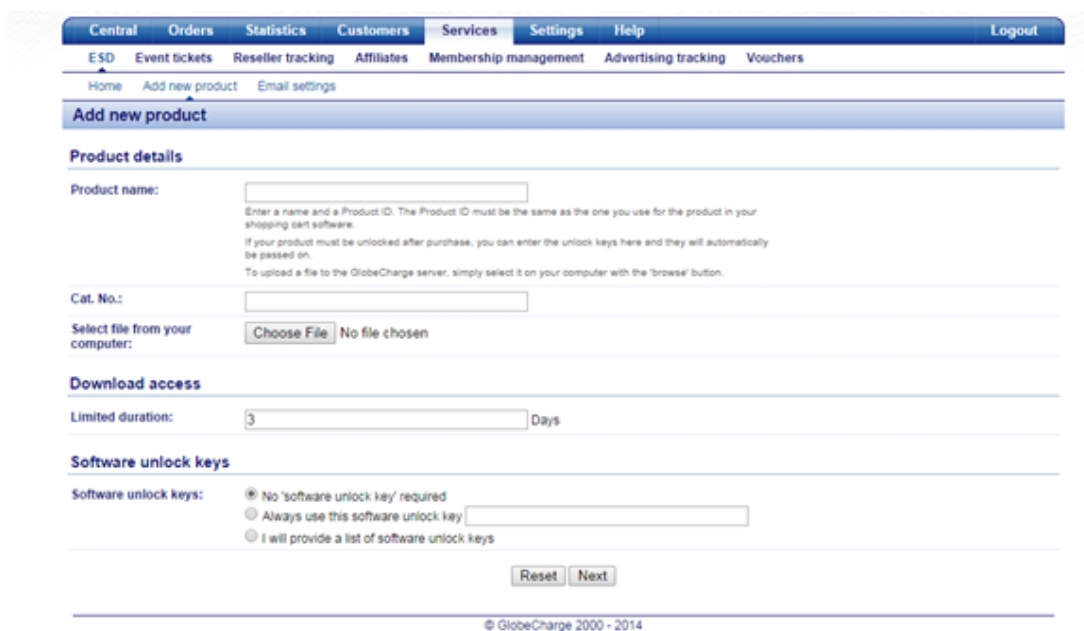 Central Orders Statistics Customers Services Settings Help Logout
ESD Event tickets Reseller tracking Affiliates Membership management Advertising tracking Vouchers
Home Add new product Email settings
Add new product
Product details
Product name:
Enter a name and a Product ID. The Product ID must be the same as the one you use for the product in your
shopping cart software.
If your product must be unlocked after purchase, you can enter the unlock keys here and they will automatically
be passed on.
To upload a file to the GlobeCharge server, simply select it on your computer with the 'browse' button.
Cat. No.:
Select file from your
computer:
Choose File No file chosen
Download access
Limited duration:
3 Days
Software unlock keys
Software unlock keys:
No 'software unlock key' required
Always use this software unlock key
I will provide a list of software unlock keys
Reset Next
© GlobeCharge 2000 - 2014